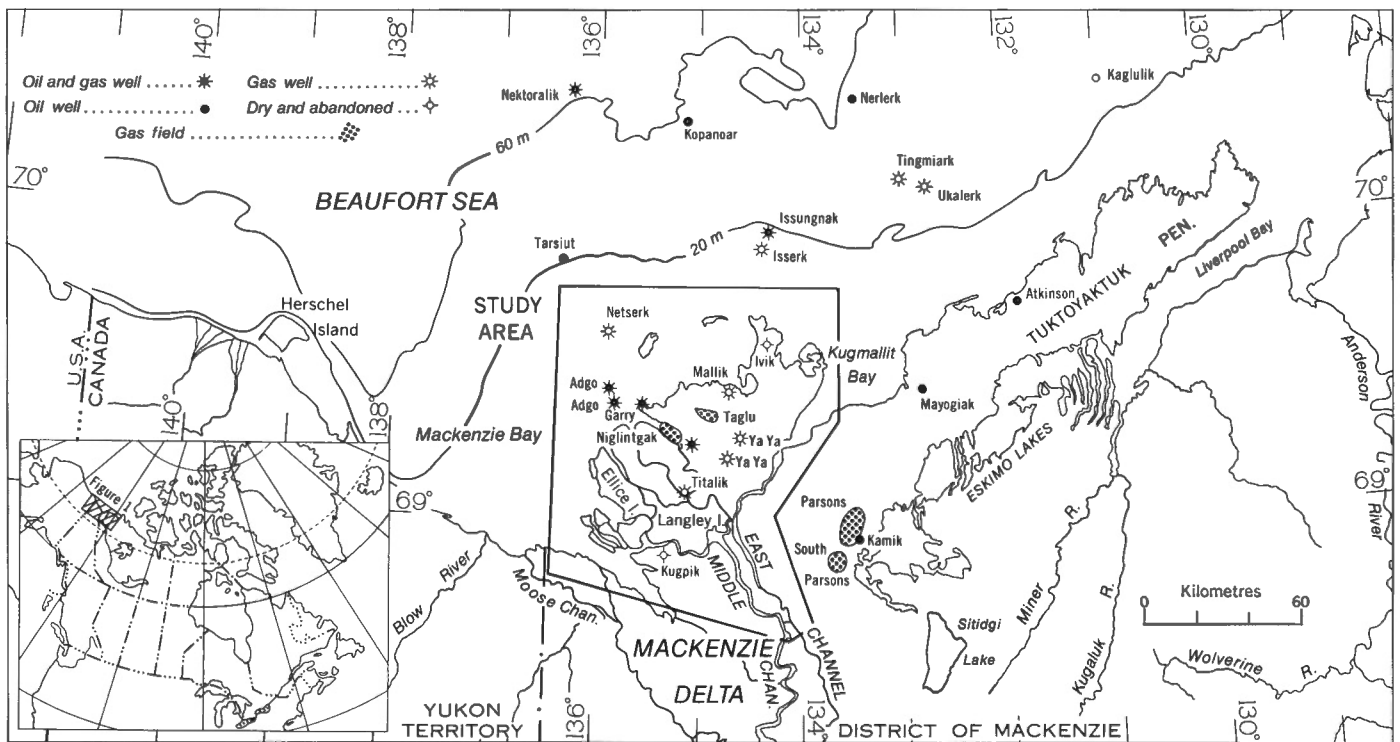 140°
138°
136°
134°
132°
130°
Oil and gas well
Gas well
Oil well
Dry and abandoned
Gas field
Nektoralik
Kopanoar
Nerlerk
Kaglulik
60 m
70°
BEAUFORT SEA
Tingmiark
Ukalerk
70°
Issungnak
20 m
Isserk
Tarsiut
PEN.
Liverpool Bay
TUKTOYAKTUK
Atkinson
Herschel
Island
STUDY
AREA
U.S.A.
CANADA
Netserk
Ivik
Kugmallit
Bay
Anderson
River
Mallik
Adgo
Adgo
Garry
Taglu
Mayogiak
140°
138°
Mackenzie Bay
Niglintgak
Ya Ya
Ya Ya
ESKIMO LAKES
Figure 1
69°
Ellice I.
Titalik
Langley I.
69°
Parsons
Kamik
South
Parsons
Kugpik
EAST
CHANNEL
MIDDLE
CHAN.
Blow River
Moose Chan.
Miner R.
Kugaluk R.
Kilometres
0 60
Sitidgi
Lake
MACKENZIE
DELTA
Wolverine R.
YUKON
TERRITORY
136°
134°
DISTRICT OF MACKENZIE
130°